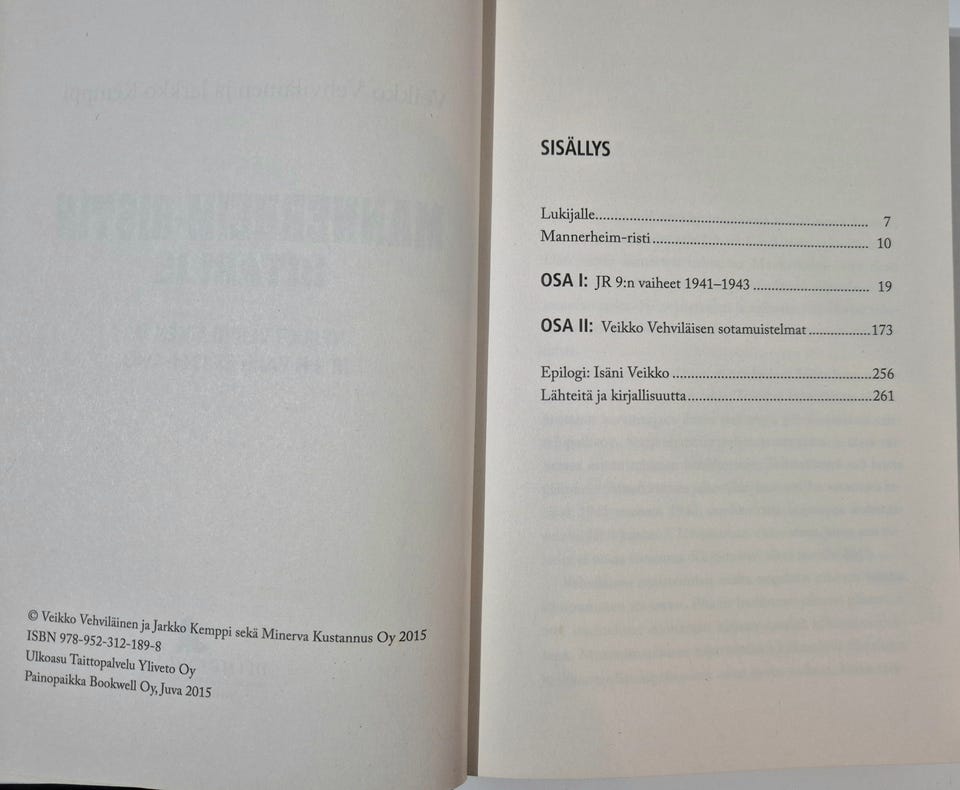 © Veikko Vehviläinen ja Jarkko Kemppi sekä Minerva Kustannus Oy 2015
ISBN 978-952-312-189-8
Ulkoasu Taittopalvelu Yliveto Oy
Painopaikka Bookwell Oy, Juva 2015
SISÄLLYS
Lukijalle.......................................................................... 7
Mannerheim-risti.......................................................... 10
OSA I: JR 9:n vaiheet 1941–1943 ............................... 19
OSA II: Veikko Vehviläisen sotamuistelmat ................173
Epilogi: Isäni Veikko ....................................................256
Lähteitä ja kirjallisuutta................................................261